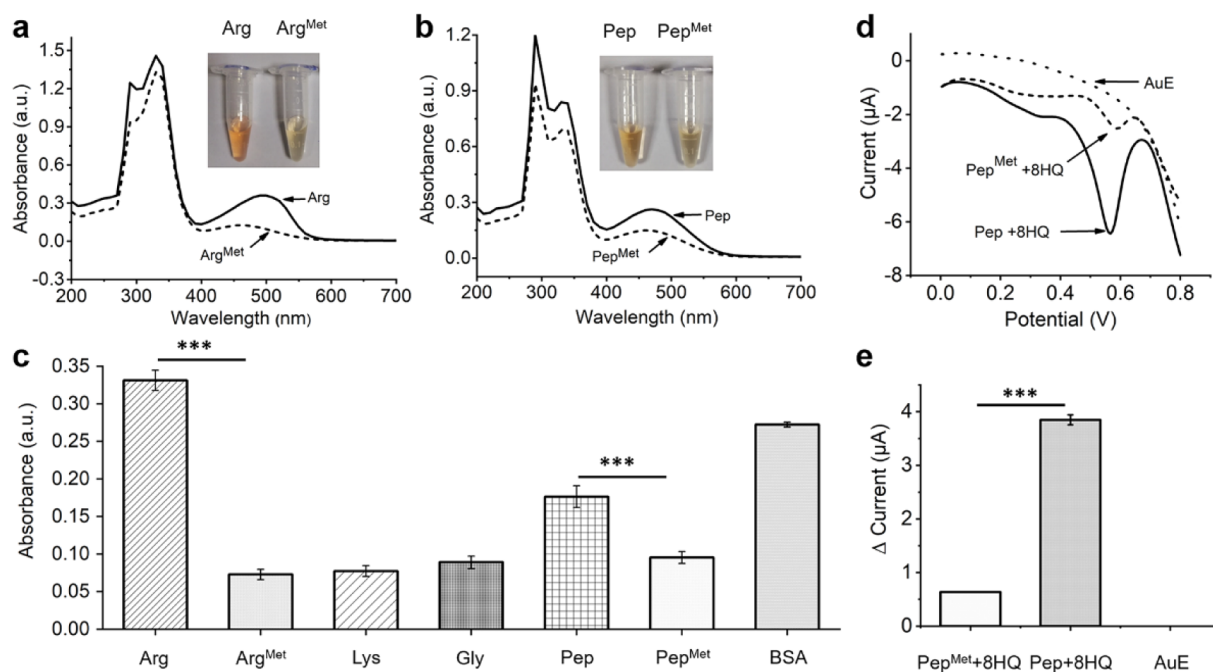 a
Arg Arg^Met
Absorbance (a.u.)
1.5
1.2
0.9
0.6
0.3
0.0
-0.3
Arg
Arg^Met
200 300 400 500 600 700
Wavelength (nm)
b
Pep Pep^Met
Absorbance (a.u.)
1.2
0.9
0.6
0.3
0.0
Pep
Pep^Met
200 300 400 500 600 700
Wavelength (nm)
d
Current (µA)
0
-2
-4
-6
-8
AuE
Pep^Met +8HQ
Pep +8HQ
0.0 0.2 0.4 0.6 0.8
Potential (V)
c
Absorbance (a.u.)
0.35
0.30
0.25
0.20
0.15
0.10
0.05
0.00
***
***
Arg Arg^Met Lys Gly Pep Pep^Met BSA
e
Δ Current (µA)
4
3
2
1
0
***
Pep^Met+8HQ Pep+8HQ AuE